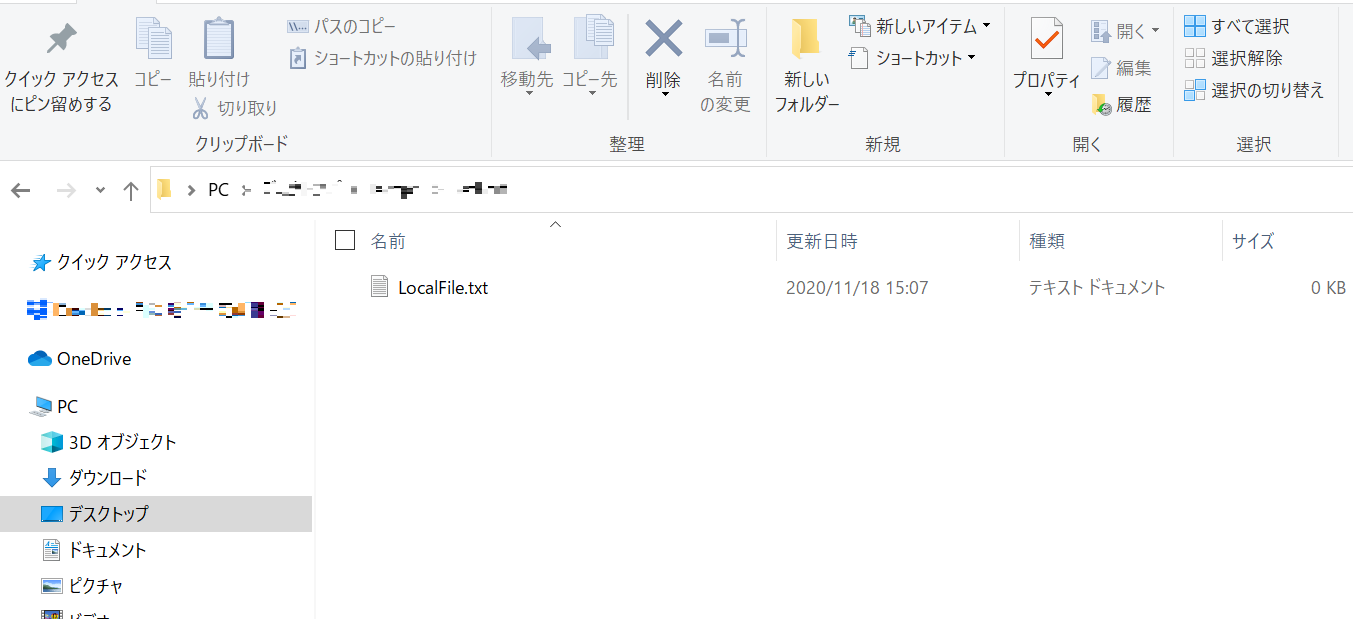 クイック アクセス
にピン留めする
コピー
貼り付け
切り取り
パスのコピー
ショートカットの貼り付け
クリップボード
移動先
コピー先
削除
名前
の変更
整理
新しい
フォルダー
新しいアイテム
ショートカット
新規
プロパティ
開く
編集
履歴
開く
すべて選択
選択解除
選択の切り替え
選択
PC
名前 更新日時 種類 サイズ
LocalFile.txt 2020/11/18 15:07 テキスト ドキュメント 0 KB
クイック アクセス
OneDrive
PC
3D オブジェクト
ダウンロード
デスクトップ
ドキュメント
ピクチャ